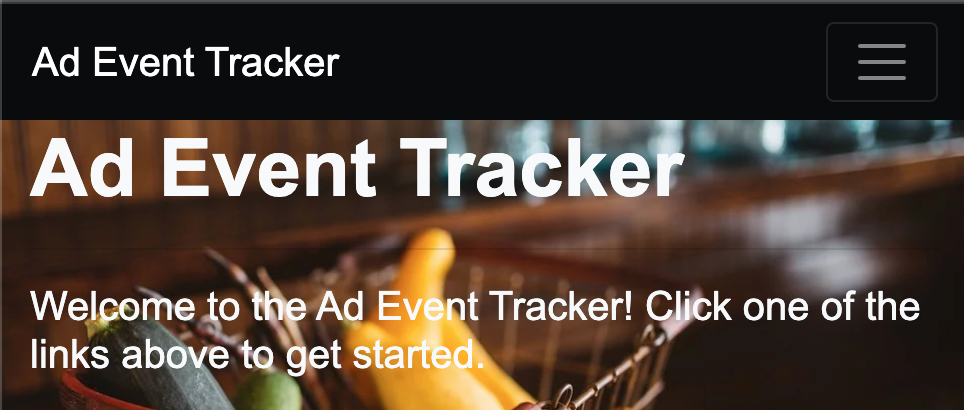 Ad Event Tracker
Ad Event Tracker
Welcome to the Ad Event Tracker! Click one of the
links above to get started.